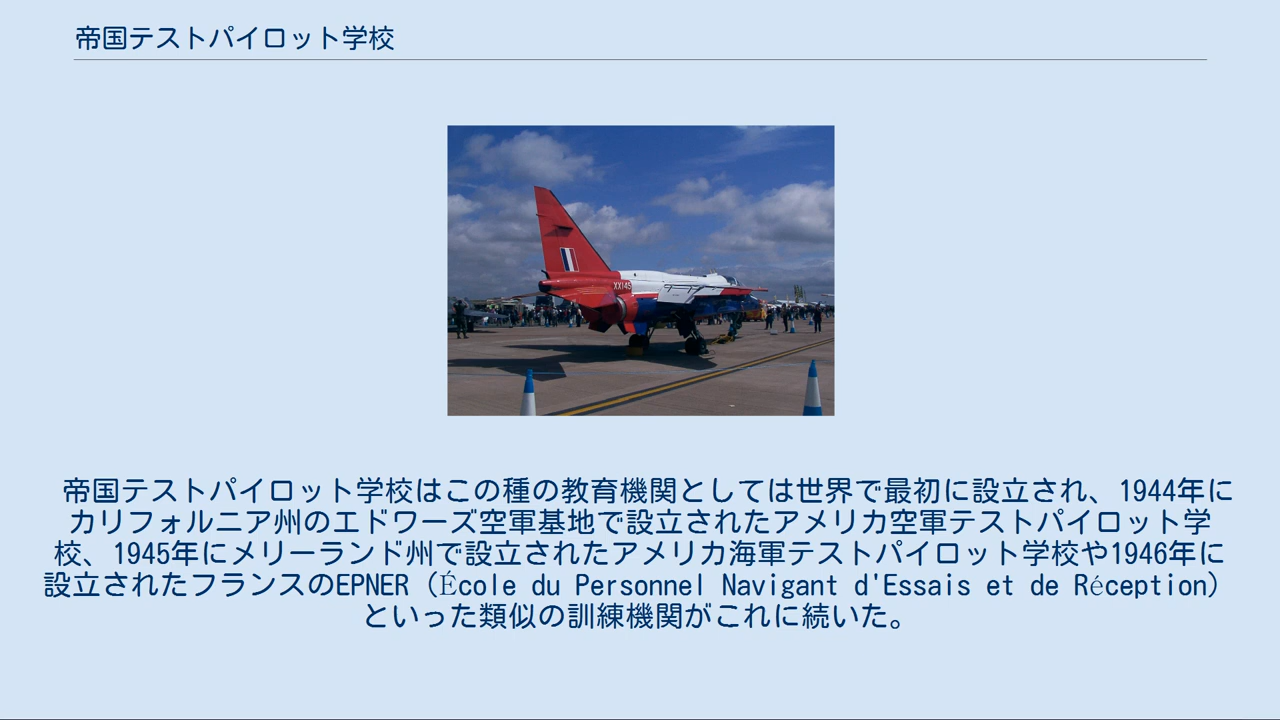 帝国テストパイロット学校
XX145
帝国テストパイロット学校はこの種の教育機関としては世界で最初に設立され、1944年に
カリフォルニア州のエドワーズ空軍基地で設立されたアメリカ空軍テストパイロット学
校、1945年にメリーランド州で設立されたアメリカ海軍テストパイロット学校や1946年に
設立されたフランスのEPNER（École du Personnel Navigant d'Essais et de Réception）
といった類似の訓練機関がこれに続いた。